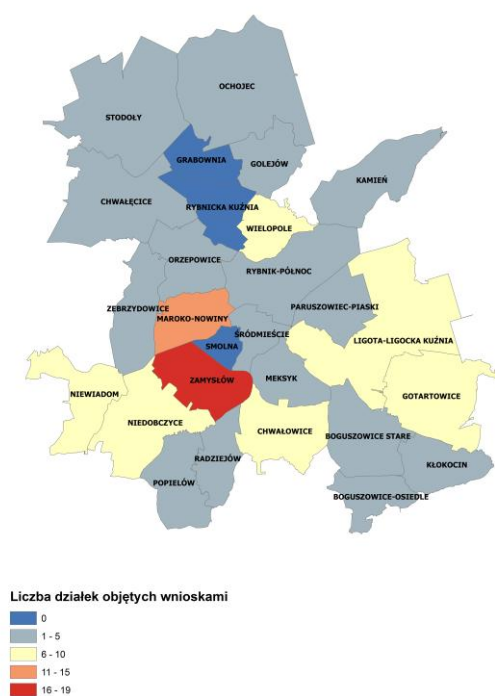 OCHOJEC
STODOŁY
GRABOWNIA
GOLEJÓW
KAMIEŃ
CHWAŁĘCICE
RYBNICKA KUŹNIA
WIELOPOLE
ORZEPOWICE
RYBNIK-PÓŁNOC
ZEBRZYDOWICE
PARUSZOWIEC-PIASKI
MAROKO-NOWINY
ŚRÓDMIEŚCIE
LIGOTA-LIGOCKA KUŹNIA
SMOLNA
ZAMYSŁÓW
MEKSYK
NIEWIADOM
GOTARTOWICE
NIEDOBCZYCE
CHWAŁOWICE
BOGUSZOWICE STARE
RADZIEJÓW
KŁOKOCIN
POPIELÓW
BOGUSZOWICE-OSIEDLE
Liczba działek objętych wnioskami
0
1 - 5
6 - 10
11 - 15
16 - 19